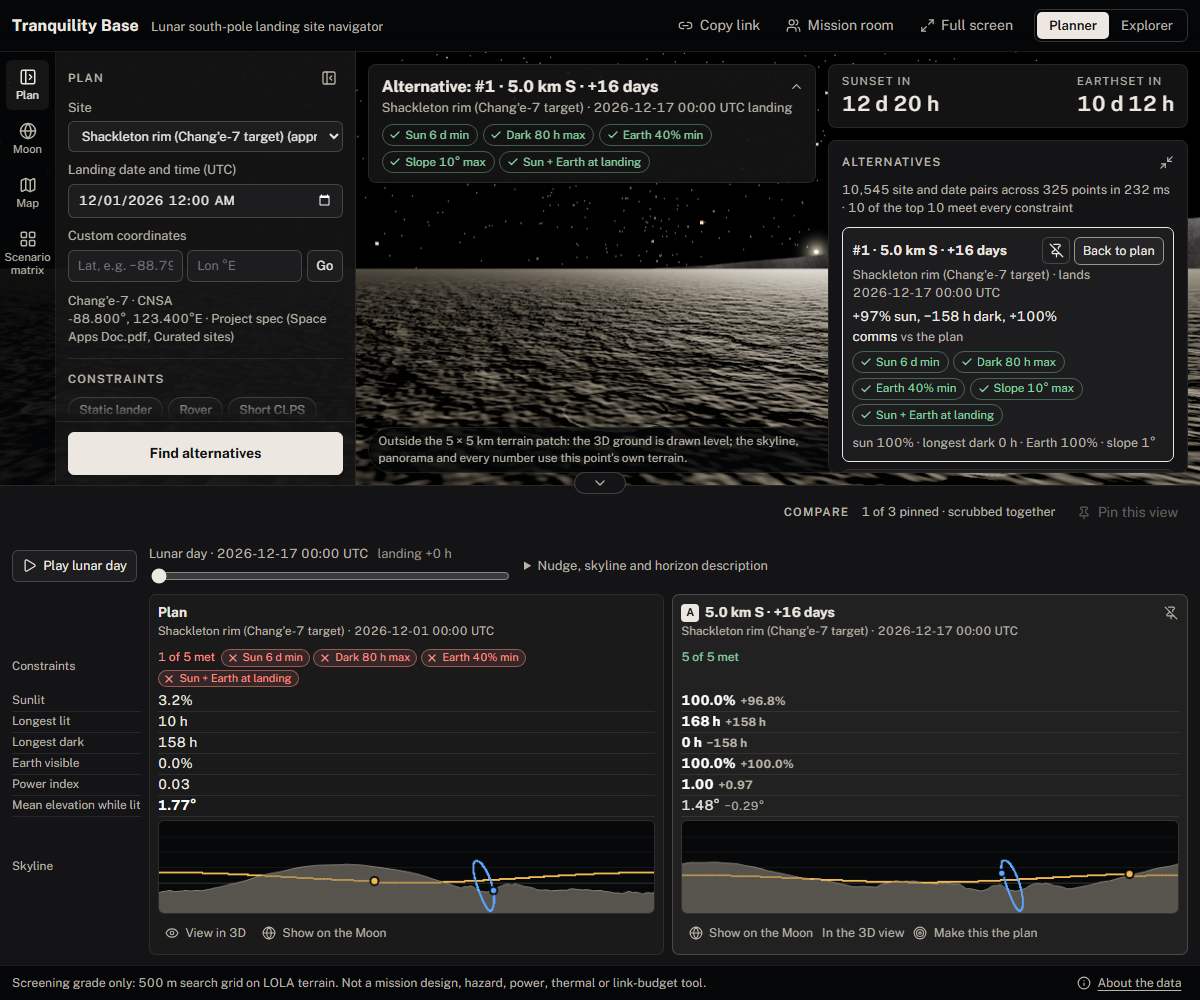 Tranquility Base Lunar south-pole landing site navigator
Copy link Mission room Full screen Planner Explorer
Plan
Moon
Map
Scenario
matrix
PLAN
Site
Shackleton rim (Chang'e-7 target) (appr
Landing date and time (UTC)
12/01/2026 12:00 AM
Custom coordinates
Lat, e.g. −88.79 Lon °E Go
Chang'e-7 · CNSA
-88.800°, 123.400°E · Project spec (Space
Apps Doc.pdf, Curated sites)
CONSTRAINTS
Static lander Rover Short CLPS
Find alternatives
Alternative: #1 · 5.0 km S · +16 days
Shackleton rim (Chang'e-7 target) · 2026-12-17 00:00 UTC landing
Sun 6 d min Dark 80 h max Earth 40% min
Slope 10° max Sun + Earth at landing
Outside the 5 × 5 km terrain patch: the 3D ground is drawn level; the skyline,
panorama and every number use this point's own terrain.
SUNSET IN EARTHSET IN
12 d 20 h 10 d 12 h
ALTERNATIVES
10,545 site and date pairs across 325 points in 232 ms
· 10 of the top 10 meet every constraint
#1 · 5.0 km S · +16 days Back to plan
Shackleton rim (Chang'e-7 target) · lands
2026-12-17 00:00 UTC
+97% sun, −158 h dark, +100%
comms vs the plan
Sun 6 d min Dark 80 h max
Earth 40% min Slope 10° max
Sun + Earth at landing
sun 100% · longest dark 0 h · Earth 100% · slope 1°
COMPARE 1 of 3 pinned · scrubbed together Pin this view
Play lunar day
Lunar day · 2026-12-17 00:00 UTC landing +0 h
Nudge, skyline and horizon description
Plan
Shackleton rim (Chang'e-7 target) · 2026-12-01 00:00 UTC
A 5.0 km S · +16 days
Shackleton rim (Chang'e-7 target) · 2026-12-17 00:00 UTC
Constraints 1 of 5 met Sun 6 d min Dark 80 h max Earth 40% min
Sun + Earth at landing
5 of 5 met
Sunlit 3.2% 100.0% +96.8%
Longest lit 10 h 168 h +158 h
Longest dark 158 h 0 h −158 h
Earth visible 0.0% 100.0% +100.0%
Power index 0.03 1.00 +0.97
Mean elevation while lit 1.77° 1.48° −0.29°
Skyline
View in 3D Show on the Moon
Show on the Moon In the 3D view Make this the plan
Screening grade only: 500 m search grid on LOLA terrain. Not a mission design, hazard, power, thermal or link-budget tool.
About the data